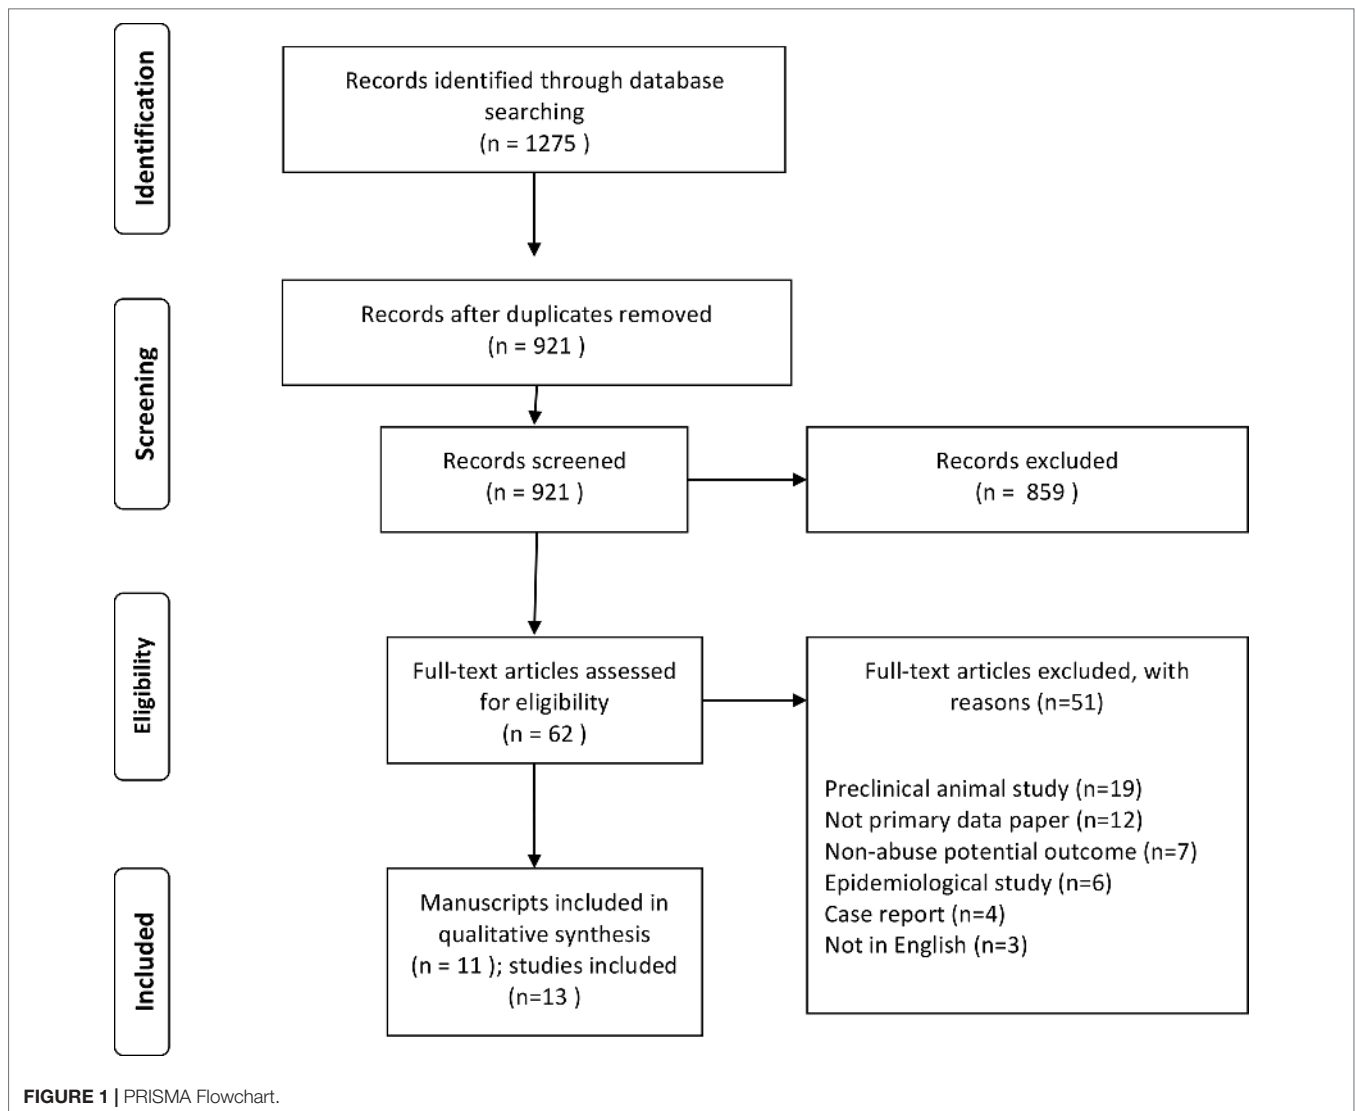 Identification
Records identified through database
searching
(n = 1275 )
Screening
Records after duplicates removed
(n = 921 )
Records screened
(n = 921 )
Records excluded
(n =  859 )
Eligibility
Full-text articles assessed
for eligibility
(n = 62 )
Full-text articles excluded, with
reasons (n=51)
Preclinical animal study (n=19)
Not primary data paper (n=12)
Non-abuse potential outcome (n=7)
Epidemiological study (n=6)
Case report (n=4)
Not in English (n=3)
Included
Manuscripts included in
qualitative synthesis
(n = 11 ); studies included
(n=13 )
FIGURE 1 | PRISMA Flowchart.